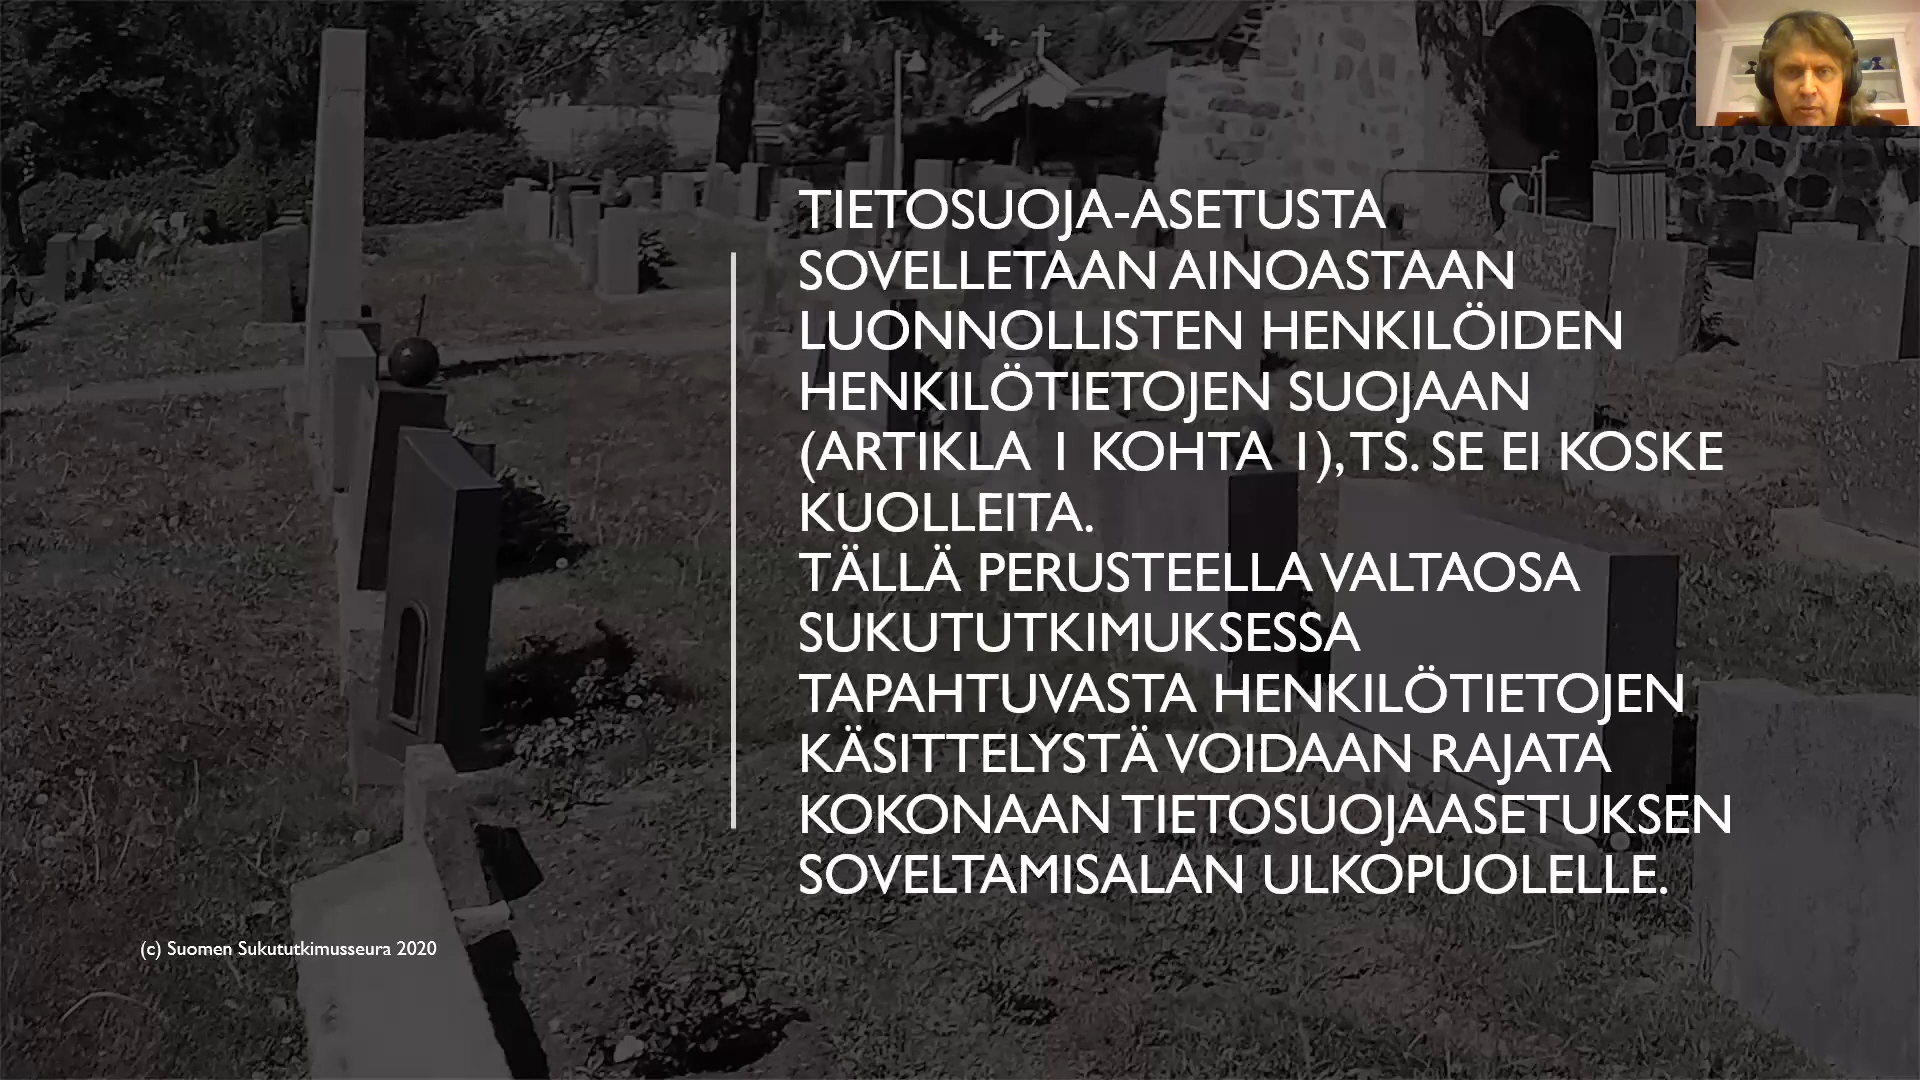 TIETOSUOJA-ASETUSTA
SOVELLETAAN AINOASTAAN
LUONNOLLISTEN HENKILÖIDEN
HENKILÖTIETOJEN SUOJAAN
(ARTIKLA 1 KOHTA 1), TS. SE EI KOSKE
KUOLLEITA.
TÄLLÄ PERUSTEELLA VALTAOSA
SUKUTUTKIMUKSESSA
TAPAHTUVASTA HENKILÖTIETOJEN
KÄSITTELYSTÄ VOIDAAN RAJATA
KOKONAAN TIETOSUOJAASETUKSEN
SOVELTAMISALAN ULKOPUOLELLE.
(c) Suomen Sukututkimusseura 2020